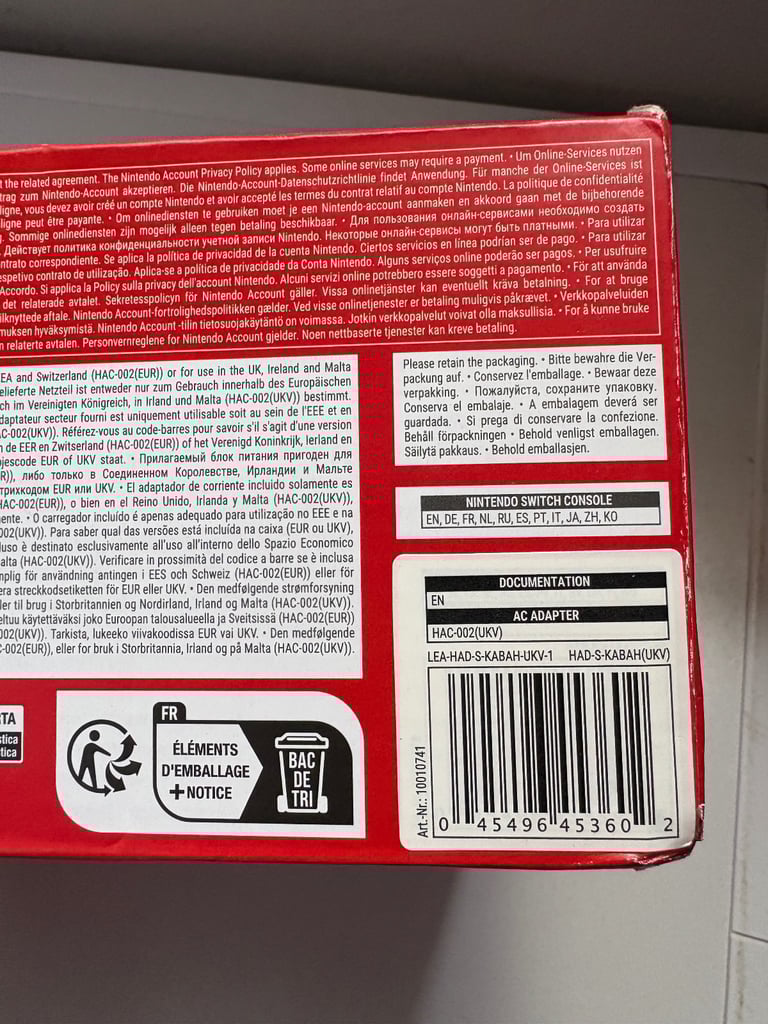 t the related agreement. The Nintendo Account Privacy Policy applies. Some online services may require a payment. • Um Online-Services nutzen
trag zum Nintendo-Account akzeptieren. Die Nintendo-Account-Datenschutzrichtlinie findet Anwendung. Für manche der Online-Services ist
ligne, vous devez avoir créé un compte Nintendo et avoir accepté les termes du contrat relatif au compte Nintendo. La politique de confidentialité
ligne peut être payante. • Om onlinediensten te gebruiken moet je een Nintendo-account aanmaken en akkoord gaan met de bijbehorende
g. Sommige onlinediensten zijn mogelijk alleen tegen betaling beschikbaar. • Для пользования онлайн-сервисами необходимо создать
. Действует политика конфиденциальности учетной записи Nintendo. Некоторые онлайн-сервисы могут быть платными. • Para utilizar
ntrato correspondiente. Se aplica la política de privacidad de la cuenta Nintendo. Ciertos servicios en línea podrían ser de pago. • Para utilizar
espetivo contrato de utilização. Aplica-se a política de privacidade da Conta Nintendo. Alguns serviços online poderão ser pagos. • Per usufruire
Accordo. Si applica la Policy sulla privacy dell'account Nintendo. Alcuni servizi online potrebbero essere soggetti a pagamento. • För att använda
det relaterade avtalet. Sekretesspolicyn för Nintendo Account gäller. Vissa onlinetjänster kan eventuellt kräva betalning. • For at bruge
ilknyttede aftale. Nintendo Account-fortrolighedspolitikken gælder. Ved visse onlinetjenester er betaling muligvis påkrævet. • Verkkopalveluiden
muksen hyväksymistä. Nintendo Account -tilin tietosuojakäytäntö on voimassa. Jotkin verkkopalvelut voivat olla maksullisia. • For å kunne bruke
n relaterte avtalen. Personvernreglene for Nintendo Account gjelder. Noen nettbaserte tjenester kan kreve betaling.
EA and Switzerland (HAC-002(EUR)) or for use in the UK, Ireland and Malta
elieferte Netzteil ist entweder nur zum Gebrauch innerhalb des Europäischen
ch im Vereinigten Königreich, in Irland und Malta (HAC-002(UKV)) bestimmt.
daptateur secteur fourni est uniquement utilisable soit au sein de l'EEE et en
AC-002(UKV)). Référez-vous au code-barres pour savoir s'il s'agit d'une version
n de EER en Zwitserland (HAC-002(EUR)) of het Verenigd Koninkrijk, Ierland en
pjescode EUR of UKV staat. • Прилагаемый блок питания пригоден для
R)), либо только в Соединенном Королевстве, Ирландии и Мальте
трихкодом EUR или UKV. • El adaptador de corriente incluido solamente es
HAC-002(EUR)), o bien en el Reino Unido, Irlanda y Malta (HAC-002(UKV)),
ente. • O carregador incluído é apenas adequado para utilização no EEE e na
002(UKV)). Para saber qual das versões está incluída na caixa (EUR ou UKV),
luso è destinato esclusivamente all'uso all'interno dello Spazio Economico
alta (HAC-002(UKV)). Verificare in prossimità del codice a barre se è inclusa
mplig för användning antingen i EES och Schweiz (HAC-002(EUR)) eller för
era streckkodsetiketten för EUR eller UKV. • Den medfølgende strømforsyning
ler til brug i Storbritannien og Nordirland, Irland og Malta (HAC-002(UKV)).
eltuu käytettäväksi joko Euroopan talousalueella ja Sveitsissä (HAC-002(EUR))
02(UKV)). Tarkista, lukeeko viivakoodissa EUR vai UKV. • Den medfølgende
C-002(EUR)), eller for bruk i Storbritannia, Irland og på Malta (HAC-002(UKV)).
Please retain the packaging. • Bitte bewahre die Ver-
packung auf. • Conservez l'emballage. • Bewaar deze
verpakking. • Пожалуйста, сохраните упаковку.
Conserva el embalaje. • A embalagem deverá ser
guardada. • Si prega di conservare la confezione.
Behåll förpackningen • Behold venligst emballagen.
Säilytä pakkaus. • Behold emballasjen.
NINTENDO SWITCH CONSOLE
EN, DE, FR, NL, RU, ES, PT, IT, JA, ZH, KO
DOCUMENTATION
EN
AC ADAPTER
HAC-002(UKV)
LEA-HAD-S-KABAH-UKV-1 HAD-S-KABAH(UKV)
Art.-Nr.: 10010741
0 45496 45360 2
RTA
stica
tica
FR
ÉLÉMENTS
D'EMBALLAGE
+NOTICE
BAC
DE
TRI